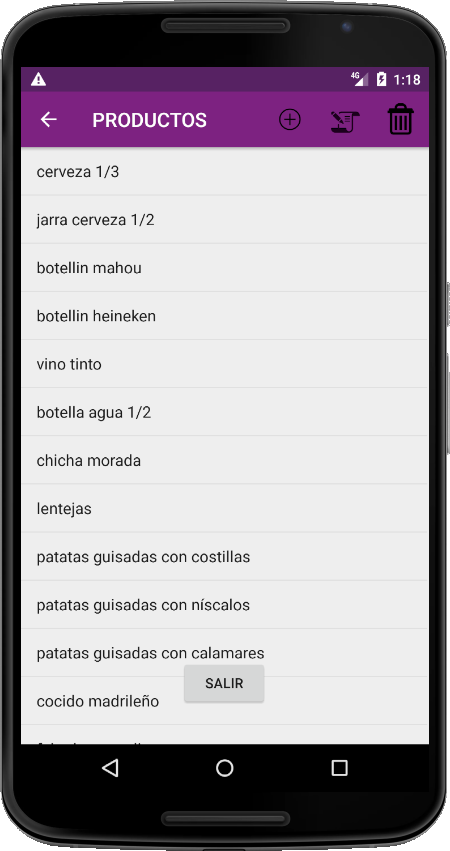 4G 1:18
PRODUCTOS
cerveza 1/3
jarra cerveza 1/2
botellin mahou
botellin heineken
vino tinto
botella agua 1/2
chicha morada
lentejas
patatas guisadas con costillas
patatas guisadas con níscalos
patatas guisadas con calamares
SALIR
cocido madrileño